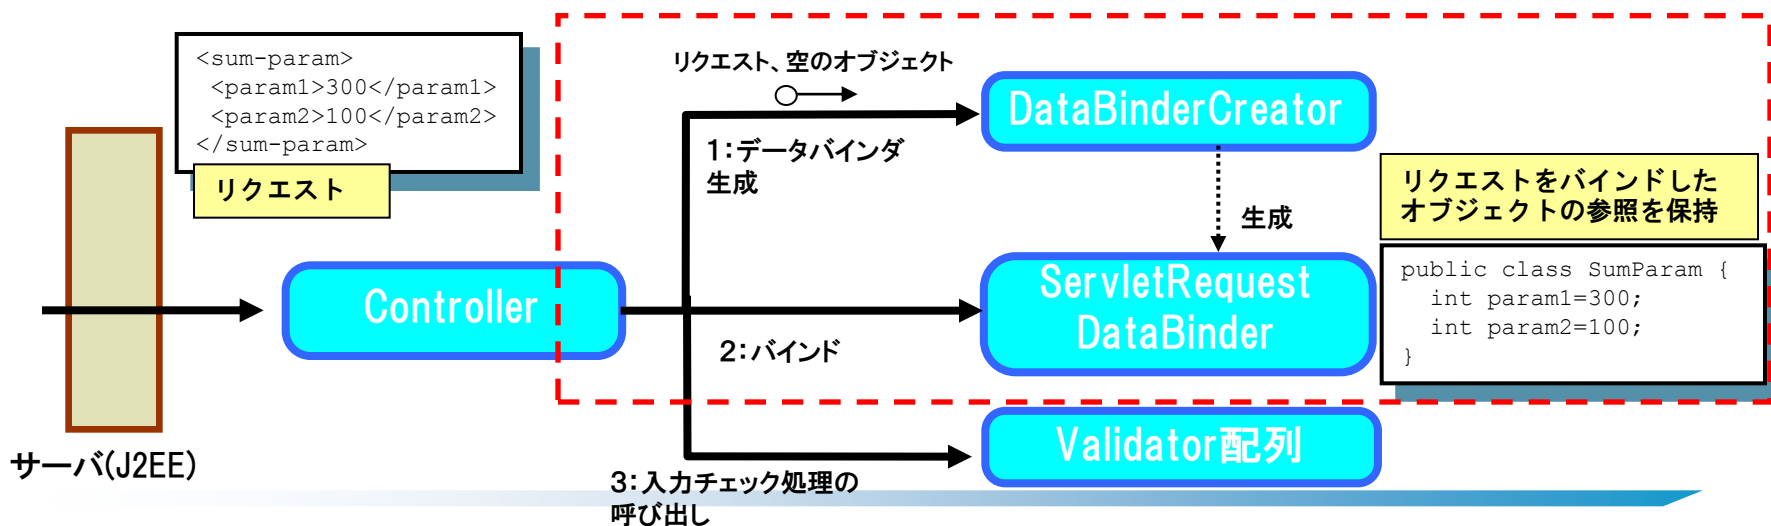 <sum-param>
<param1>300</param1>
<param2>100</param2>
</sum-param>
リクエスト
サーバ(J2EE)
Controller
リクエスト、空のオブジェクト
1：データバインダ
生成
DataBinderCreator
生成
2：バインド
ServletRequest
DataBinder
リクエストをバインドした
オブジェクトの参照を保持
public class SumParam {
int param1=300;
int param2=100;
}
3：入力チェック処理の
呼び出し
Validator配列